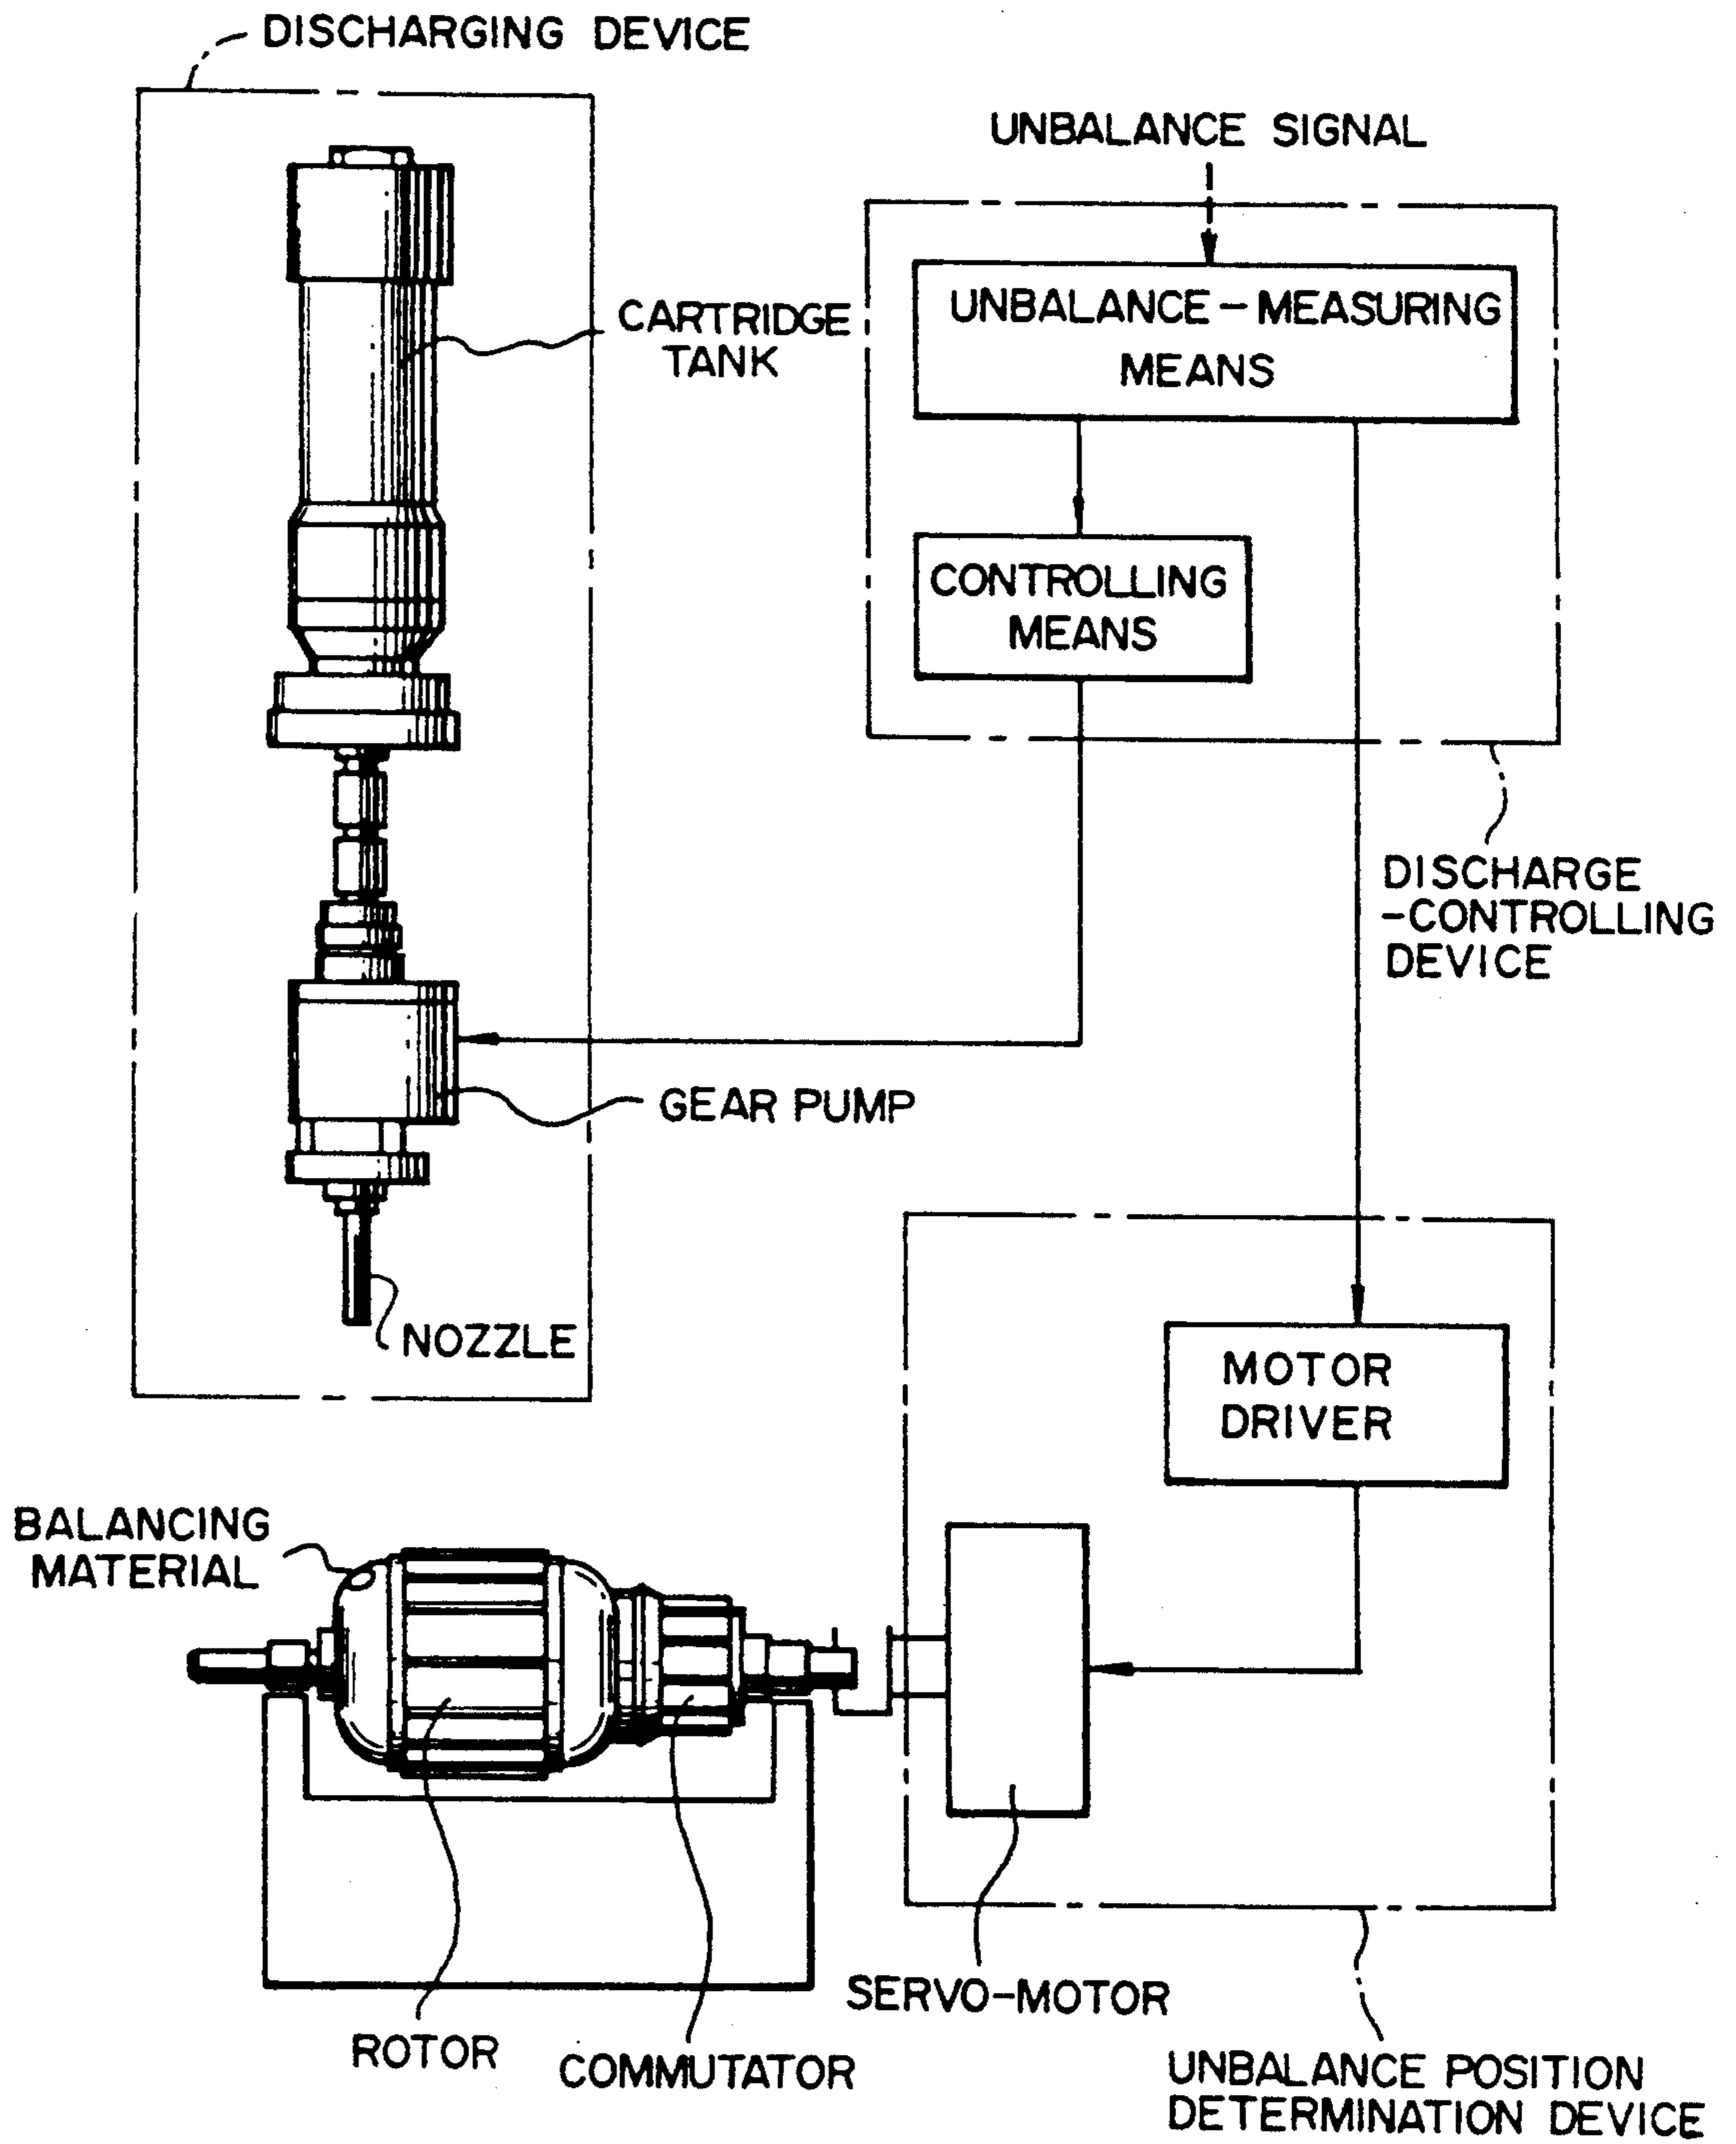 DISCHARGING DEVICE
UNBALANCE SIGNAL
CARTRIDGE
TANK
UNBALANCE-MEASURING
MEANS
CONTROLLING
MEANS
DISCHARGE
-CONTROLLING
DEVICE
GEAR PUMP
NOZZLE
MOTOR
DRIVER
BALANCING
MATERIAL
SERVO-MOTOR
ROTOR
COMMUTATOR
UNBALANCE POSITION
DETERMINATION DEVICE